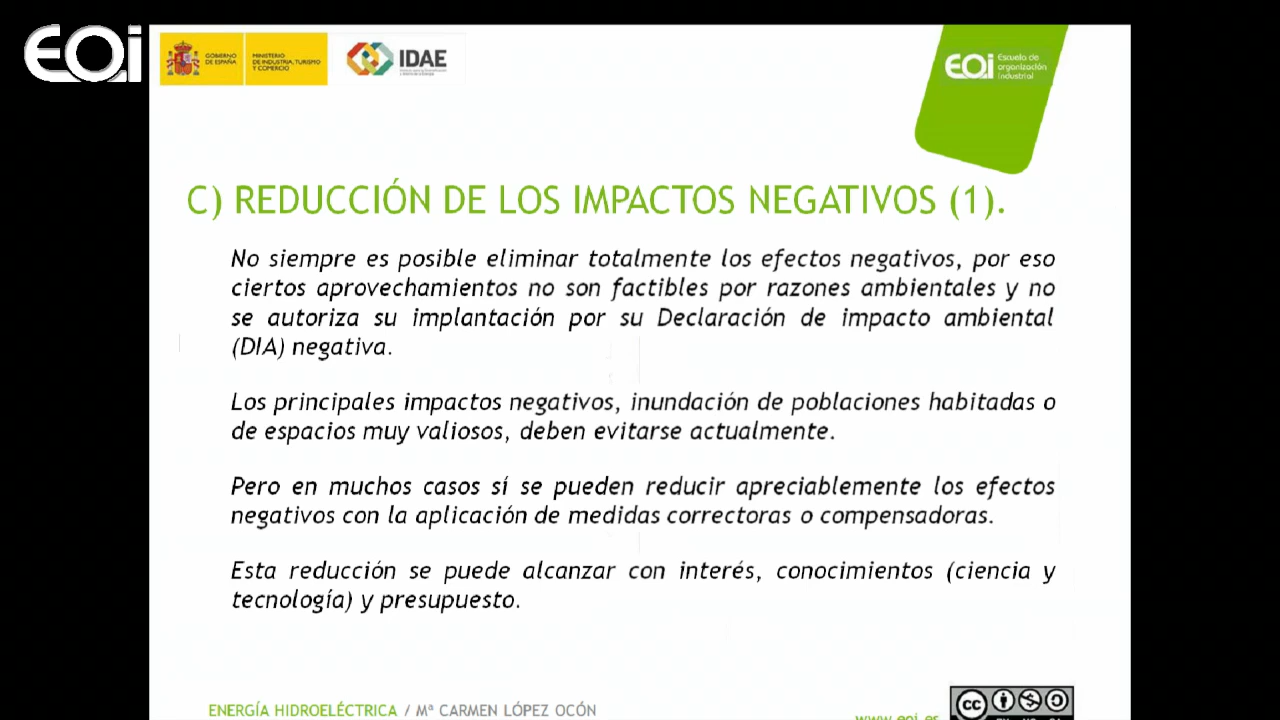 EOi
GOBIERNO
DE ESPAÑA
MINISTERIO
DE INDUSTRIA, TURISMO
Y COMERCIO
IDAE
EOi
Escuela de
organización
industrial
C) REDUCCIÓN DE LOS IMPACTOS NEGATIVOS (1).
No siempre es posible eliminar totalmente los efectos negativos, por eso
ciertos aprovechamientos no son factibles por razones ambientales y no
se autoriza su implantación por su Declaración de impacto ambiental
(DIA) negativa.
Los principales impactos negativos, inundación de poblaciones habitadas o
de espacios muy valiosos, deben evitarse actualmente.
Pero en muchos casos sí se pueden reducir apreciablemente los efectos
negativos con la aplicación de medidas correctoras o compensadoras.
Esta reducción se puede alcanzar con interés, conocimientos (ciencia y
tecnología) y presupuesto.
ENERGÍA HIDROELÉCTRICA / Mª CARMEN LÓPEZ OCÓN
www.eoi.es
cc